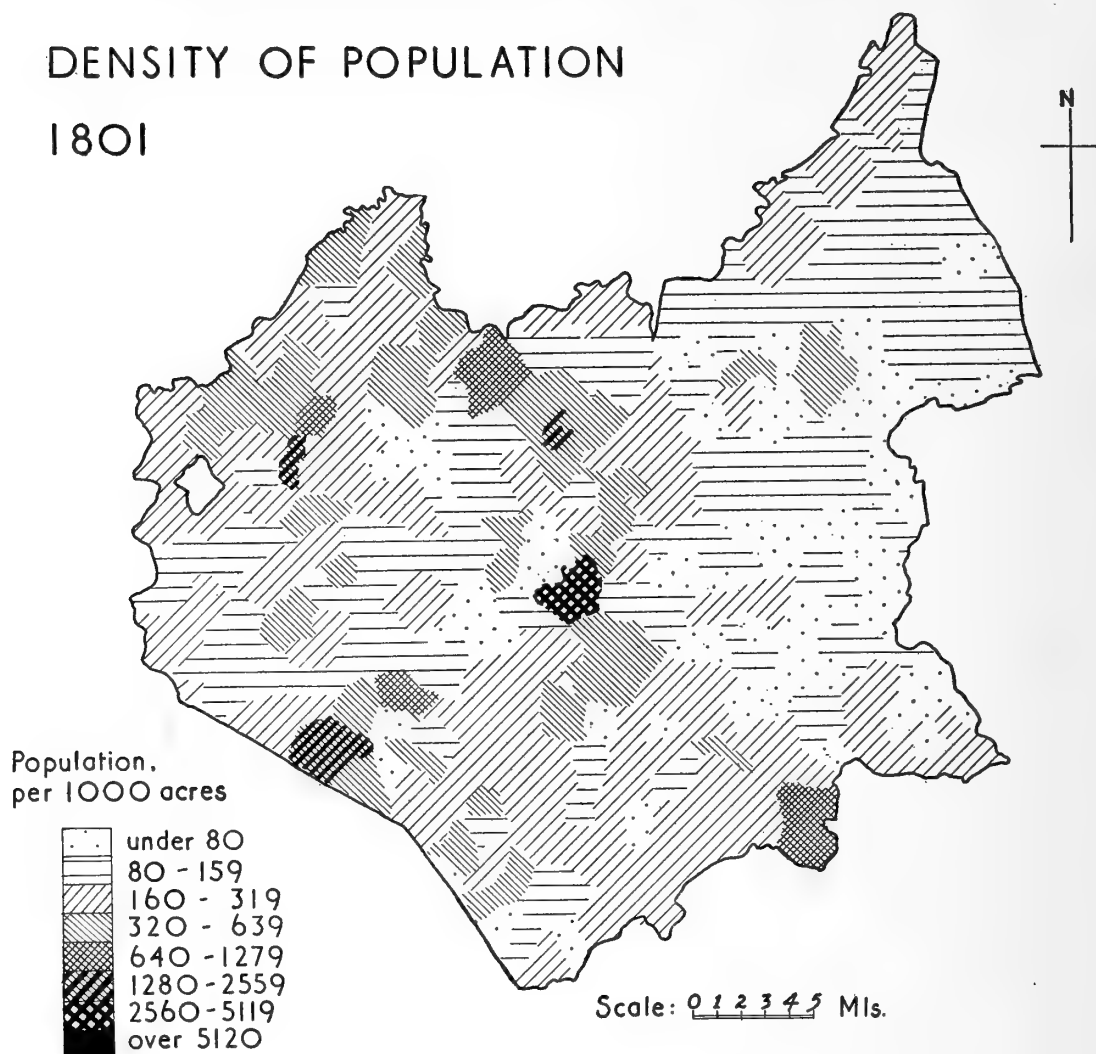 DENSITY OF POPULATION
1801
N
Population.
per 1000 acres
under 80
80 - 159
160 - 319
320 - 639
640 - 1279
1280 - 2559
2560 - 5119
over 5120
Scale: 0 1 2 3 4 5 Mls.